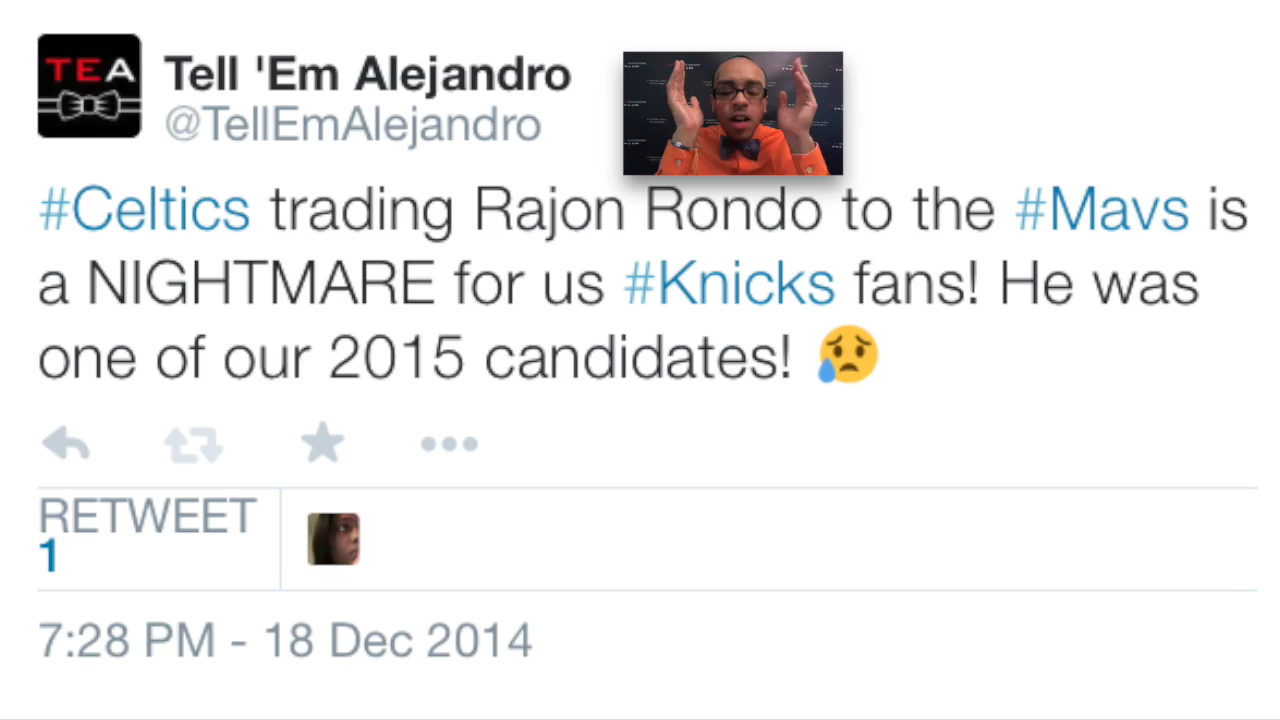 TEA
Tell 'Em Alejandro
@TellEmAlejandro
#Celtics trading Rajon Rondo to the #Mavs is
a NIGHTMARE for us #Knicks fans! He was
one of our 2015 candidates! 😥
RETWEET
1
7:28 PM - 18 Dec 2014